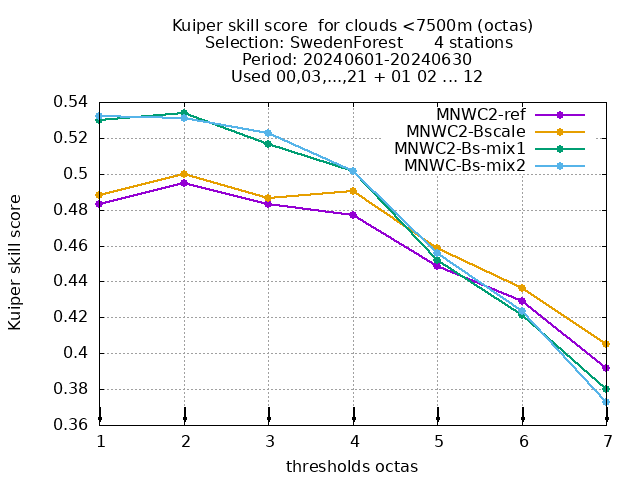 Kuiper skill score  for clouds <7500m (octas)
Selection: SwedenForest      4 stations
Period: 20240601-20240630
Used 00,03,...,21 + 01 02 ... 12
MNWC2-ref
MNWC2-Bscale
MNWC2-Bs-mix1
MNWC-Bs-mix2
Kuiper skill score
0.54
0.52
0.5
0.48
0.46
0.44
0.42
0.4
0.38
0.36
1 2 3 4 5 6 7
thresholds octas